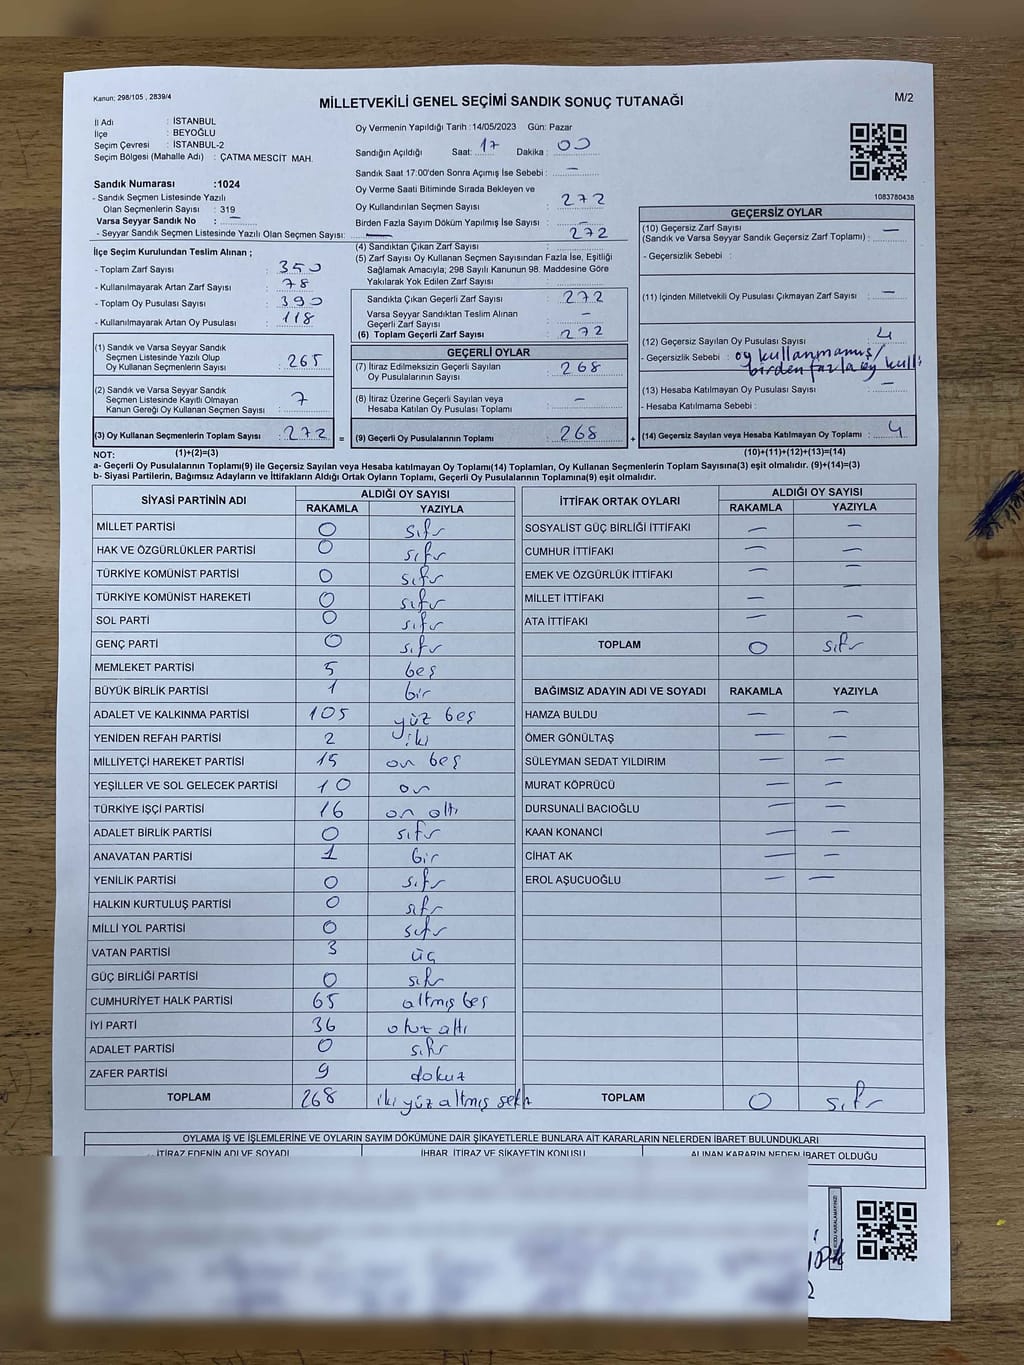 Kanun; 298/105 , 2839/4
MİLLETVEKİLİ GENEL SEÇİMİ SANDIK SONUÇ TUTANAĞI
M/2
İl Adı : İSTANBUL
İlçe : BEYOĞLU
Seçim Çevresi : İSTANBUL-2
Seçim Bölgesi (Mahalle Adı) : ÇATMA MESCİT MAH.
Sandık Numarası :1024
- Sandık Seçmen Listesinde Yazılı
Olan Seçmenlerin Sayısı : 319
Varsa Seyyar Sandık No : —
- Seyyar Sandık Seçmen Listesinde Yazılı Olan Seçmen Sayısı: —
Oy Vermenin Yapıldığı Tarih :14/05/2023 Gün: Pazar
Sandığın Açıldığı Saat: 17 Dakika : 00
Sandık Saat 17:00'den Sonra Açımış İse Sebebi : —
Oy Verme Saati Bitiminde Sırada Bekleyen ve
Oy Kullandırılan Seçmen Sayısı : 272
Birden Fazla Sayım Döküm Yapılmış İSe Sayısı : —
1083780438
İlçe Seçim Kurulundan Teslim Alınan ;
- Toplam Zarf Sayısı : 350
- Kullanılmayarak Artan Zarf Sayısı : 78
- Toplam Oy Pusulası Sayısı : 390
- Kullanılmayarak Artan Oy Pusulası : 118
(1) Sandık ve Varsa Seyyar Sandık
Seçmen Listesinde Yazılı Olup
Oy Kullanan Seçmenlerin Sayısı : 265
(2) Sandık ve Varsa Seyyar Sandık
Seçmen Listesinde Kayıtlı Olmayan
Kanun Gereği Oy Kullanan Seçmen Sayısı : 7
(3) Oy Kullanan Seçmenlerin Toplam Sayısı : 272 =
(4) Sandıktan Çıkan Zarf Sayısı : 272
(5) Zarf Sayısı Oy Kullanan Seçmen Sayısından Fazla İse, Eşitliği
Sağlamak Amacıyla; 298 Sayılı Kanunun 98. Maddesine Göre
Yakılarak Yok Edilen Zarf Sayısı :
Sandıkta Çıkan Geçerli Zarf Sayısı : 272
Varsa Seyyar Sandıktan Teslim Alınan
Geçerli Zarf Sayısı : —
(6) Toplam Geçerli Zarf Sayısı : 272
GEÇERLİ OYLAR
(7) İtiraz Edilmeksizin Geçerli Sayılan
Oy Pusulalarının Sayısı : 268
(8) İtiraz Üzerine Geçerli Sayılan veya
Hesaba Katılan Oy Pusulası Toplamı : —
(9) Geçerli Oy Pusulalarının Toplamı : 268 +
GEÇERSİZ OYLAR
(10) Geçersiz Zarf Sayısı
(Sandık ve Varsa Seyyar Sandık Geçersiz Zarf Toplamı) : —
- Geçersizlik Sebebi :
(11) İçinden Milletvekili Oy Pusulası Çıkmayan Zarf Sayısı : —
(12) Geçersiz Sayılan Oy Pusulası Sayısı : 4
- Geçersizlik Sebebi : oy kullanmamış/
birden fazla oy kull.
(13) Hesaba Katılmayan Oy Pusulası Sayısı : —
- Hesaba Katılmama Sebebi :
(14) Geçersiz Sayılan veya Hesaba Katılmayan Oy Toplamı : 4
NOT: (1)+(2)=(3) (10)+(11)+(12)+(13)=(14)
a- Geçerli Oy Pusulalarının Toplamı(9) ile Geçersiz Sayılan veya Hesaba katılmayan Oy Toplamı(14) Toplamları, Oy Kullanan Seçmenlerin Toplam Sayısına(3) eşit olmalıdır. (9)+(14)=(3)
b- Siyasi Partilerin, Bağımsız Adayların ve İttifakların Aldığı Ortak Oyların Toplamı, Geçerli Oy Pusulalarının Toplamına(9) eşit olmalıdır.
SİYASİ PARTİNİN ADI ALDIĞI OY SAYISI
RAKAMLA YAZIYLA
MİLLET PARTİSİ 0 sıfır
HAK VE ÖZGÜRLÜKLER PARTİSİ 0 sıfır
TÜRKİYE KOMÜNİST PARTİSİ 0 sıfır
TÜRKİYE KOMÜNİST HAREKETİ 0 sıfır
SOL PARTİ 0 sıfır
GENÇ PARTİ 0 sıfır
MEMLEKET PARTİSİ 5 beş
BÜYÜK BİRLİK PARTİSİ 1 bir
ADALET VE KALKINMA PARTİSİ 105 yüz beş
YENİDEN REFAH PARTİSİ 2 iki
MİLLİYETÇİ HAREKET PARTİSİ 15 on beş
YEŞİLLER VE SOL GELECEK PARTİSİ 10 on
TÜRKİYE İŞÇİ PARTİSİ 16 on altı
ADALET BİRLİK PARTİSİ 0 sıfır
ANAVATAN PARTİSİ 1 bir
YENİLİK PARTİSİ 0 sıfır
HALKIN KURTULUŞ PARTİSİ 0 sıfır
MİLLİ YOL PARTİSİ 0 sıfır
VATAN PARTİSİ 3 üç
GÜÇ BİRLİĞİ PARTİSİ 0 sıfır
CUMHURİYET HALK PARTİSİ 65 altmış beş
İYİ PARTİ 36 otuz altı
ADALET PARTİSİ 0 sıfır
ZAFER PARTİSİ 9 dokuz
TOPLAM 268 iki yüz altmış sekiz
İTTİFAK ORTAK OYLARI ALDIĞI OY SAYISI
RAKAMLA YAZIYLA
SOSYALİST GÜÇ BİRLİĞİ İTTİFAKI — —
CUMHUR İTTİFAKI — —
EMEK VE ÖZGÜRLÜK İTTİFAKI — —
MİLLET İTTİFAKI — —
ATA İTTİFAKI — —
TOPLAM 0 sıfır
BAĞIMSIZ ADAYIN ADI VE SOYADI RAKAMLA YAZIYLA
HAMZA BULDU — —
ÖMER GÖNÜLTAŞ — —
SÜLEYMAN SEDAT YILDIRIM — —
MURAT KÖPRÜCÜ — —
DURSUNALİ BACIOĞLU — —
KAAN KONANCİ — —
CİHAT AK — —
EROL AŞUCUOĞLU — —
TOPLAM 0 sıfır
OYLAMA İŞ VE İŞLEMLERİNE VE OYLARIN SAYIM DÖKÜMÜNE DAİR ŞİKAYETLERLE BUNLARA AİT KARARLARIN NELERDEN İBARET BULUNDUKLARI
İTİRAZ EDENİN ADI VE SOYADI İHBAR, İTİRAZ VE ŞİKAYETİN KONUSU ALINAN KARARIN NEDEN İBARET OLDUĞU